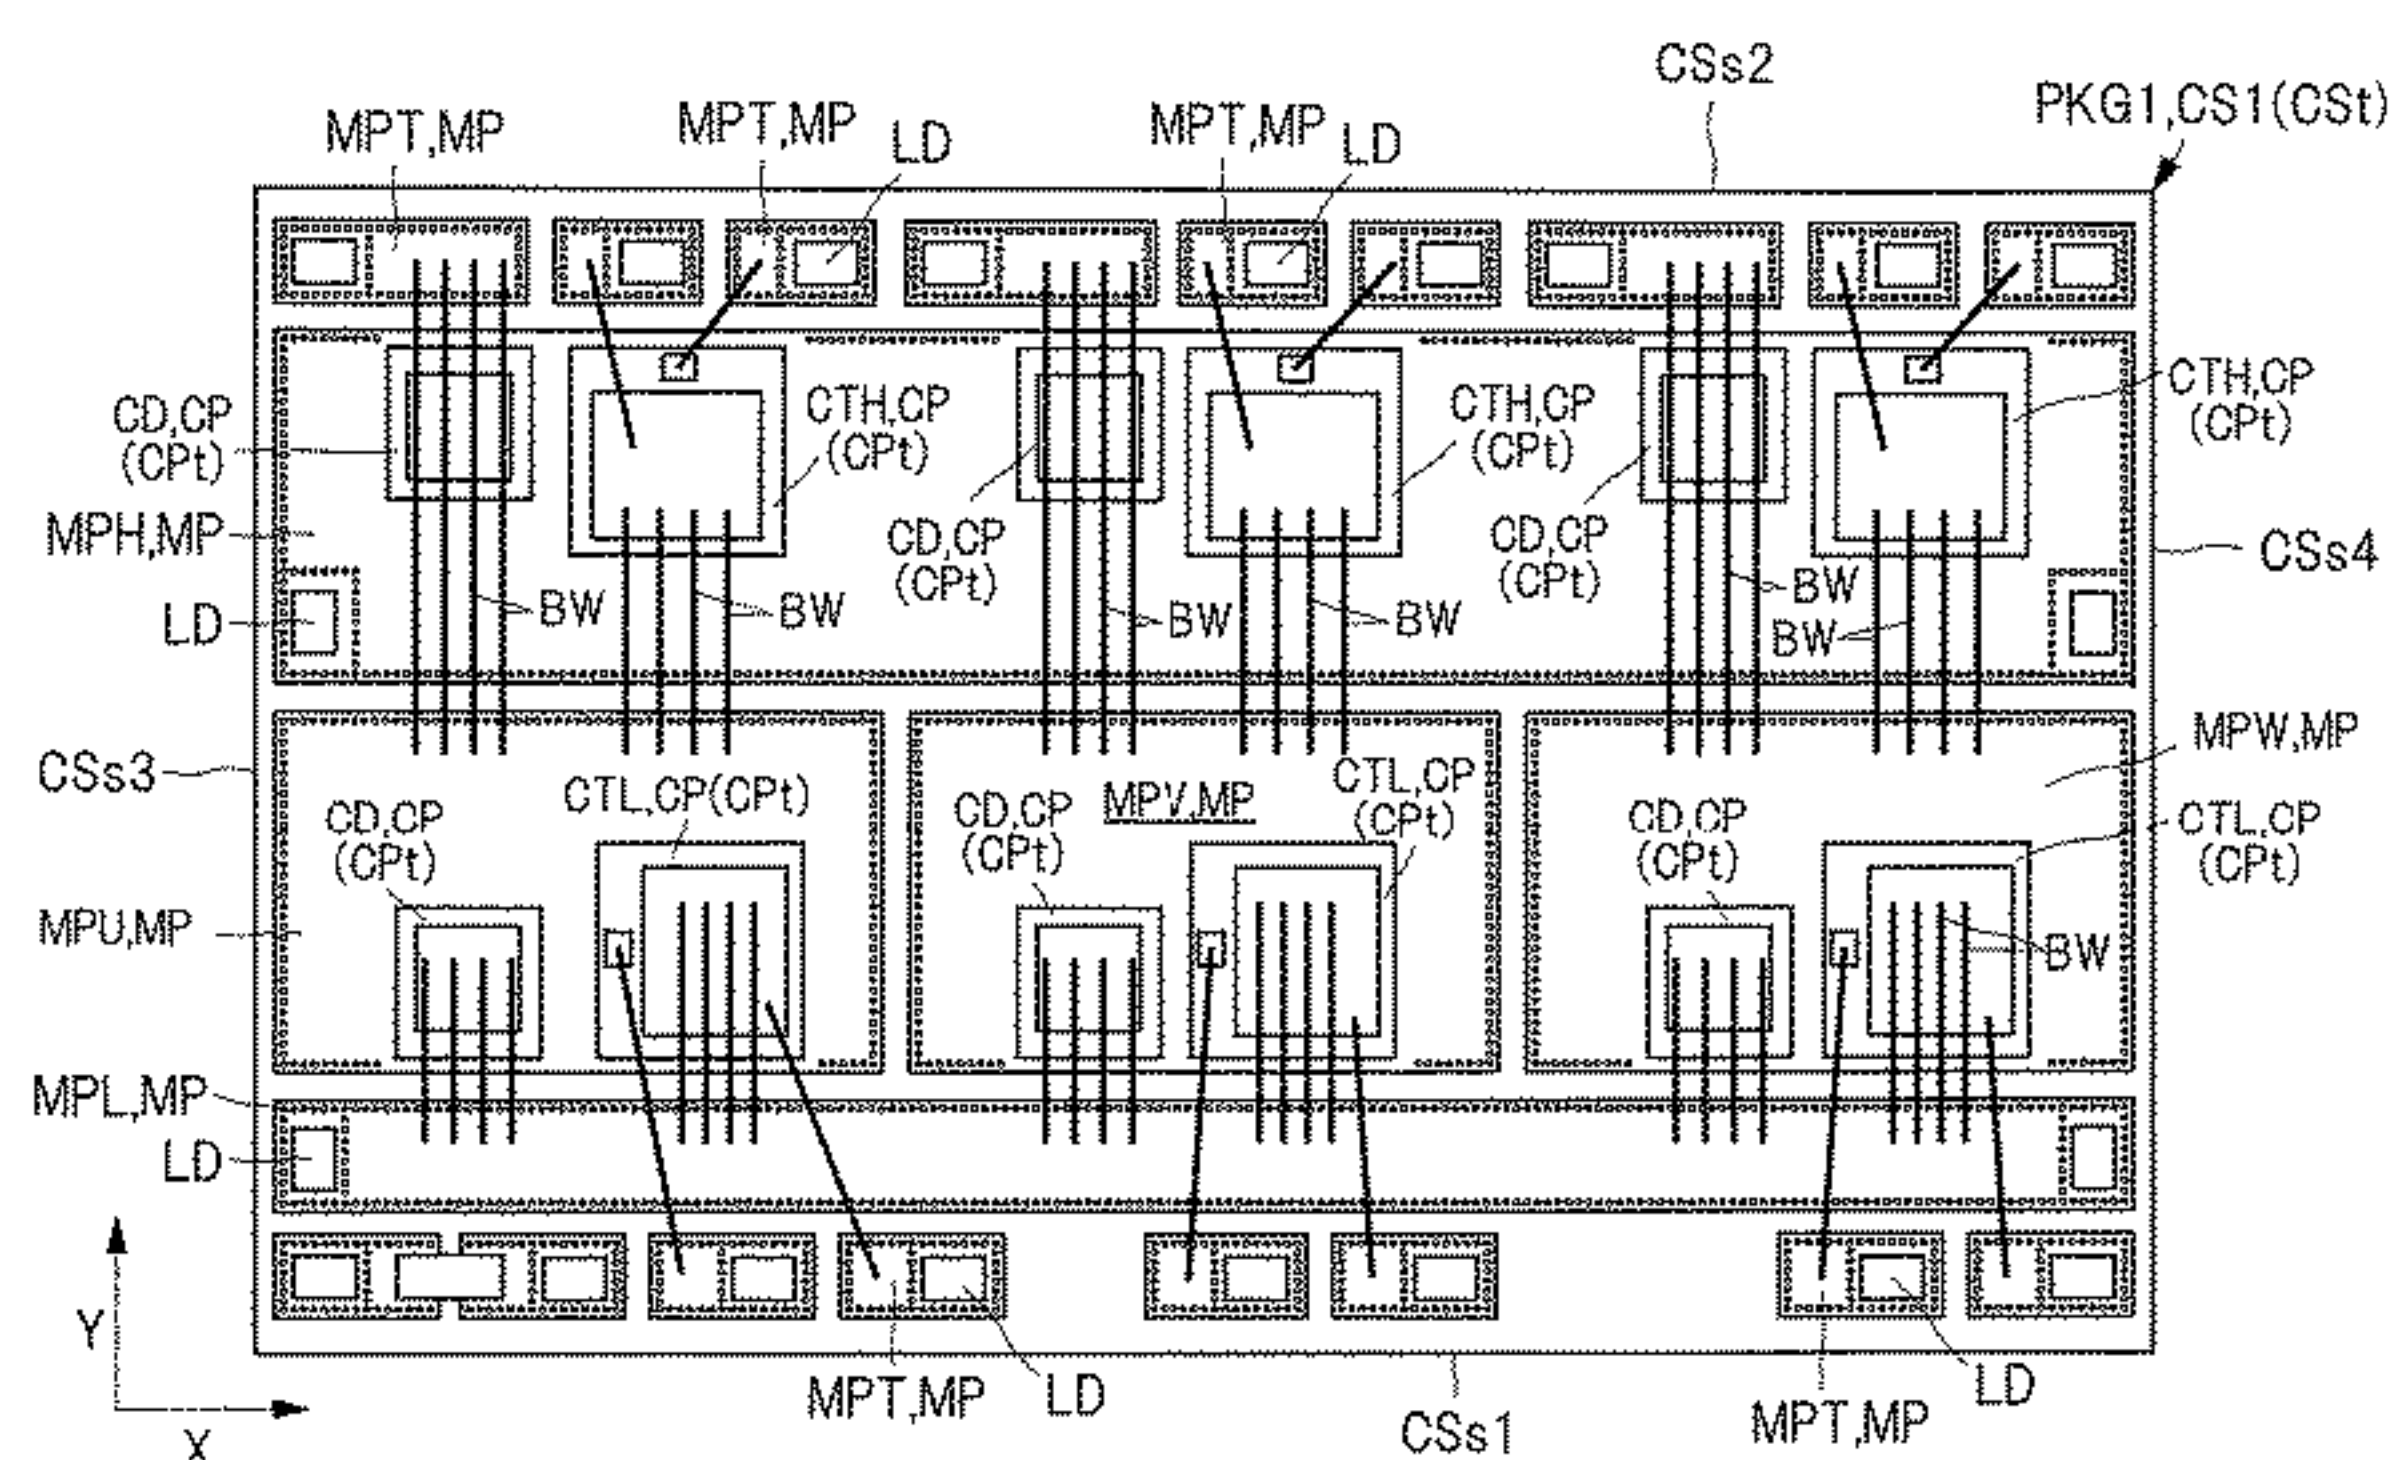 CSs2
PKG1,CS1(CSt)
MPT,MP
MPT,MP
LD
MPT,MP
LD
CD,CP
(CPt)
CTH,CP
(CPt)
CTH,CP
(CPt)
CTH,CP
(CPt)
MPH,MP
CD,CP
(CPt)
CD,CP
(CPt)
CSs4
LD
BW
BW
BW
BW
BW
BW
CSs3
MPW,MP
CD,CP
(CPt)
CTL,CP(CPt)
CD,CP
(CPt)
MPV,MP
CTL,CP
(CPt)
CD,CP
(CPt)
CTL,CP
(CPt)
MPU,MP
BW
MPL,MP
LD
Y
X
MPT,MP
LD
CSs1
MPT,MP
LD